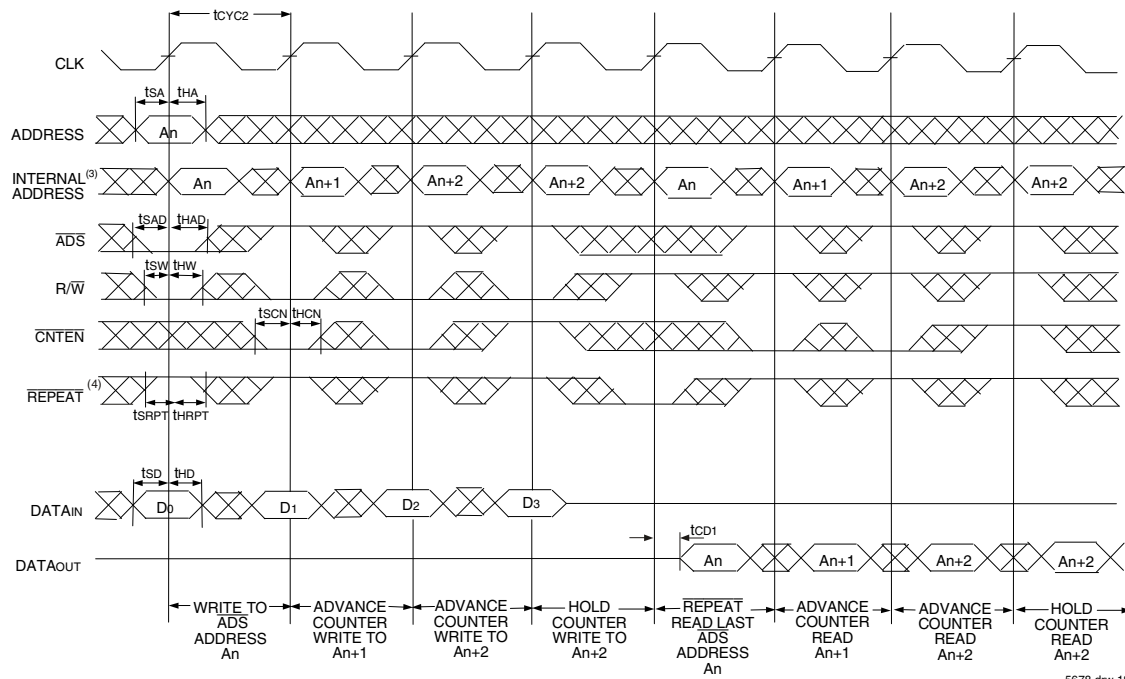 tCYC2
CLK
tSA tHA
ADDRESS An
INTERNAL(3) ADDRESS An An+1 An+2 An+2 An An+1 An+2 An+2
tSAD tHAD
ADS
tSW tHW
R/W
tSCN tHCN
CNTEN
REPEAT(4)
tSRPT tHRPT
tSD tHD
DATAIN D0 D1 D2 D3
tCD1
DATAOUT An An+1 An+2 An+2
WRITE TO ADS ADDRESS An
ADVANCE COUNTER WRITE TO An+1
ADVANCE COUNTER WRITE TO An+2
HOLD COUNTER WRITE TO An+2
REPEAT READ LAST ADS ADDRESS An
ADVANCE COUNTER READ An+1
ADVANCE COUNTER READ An+2
HOLD COUNTER READ An+2